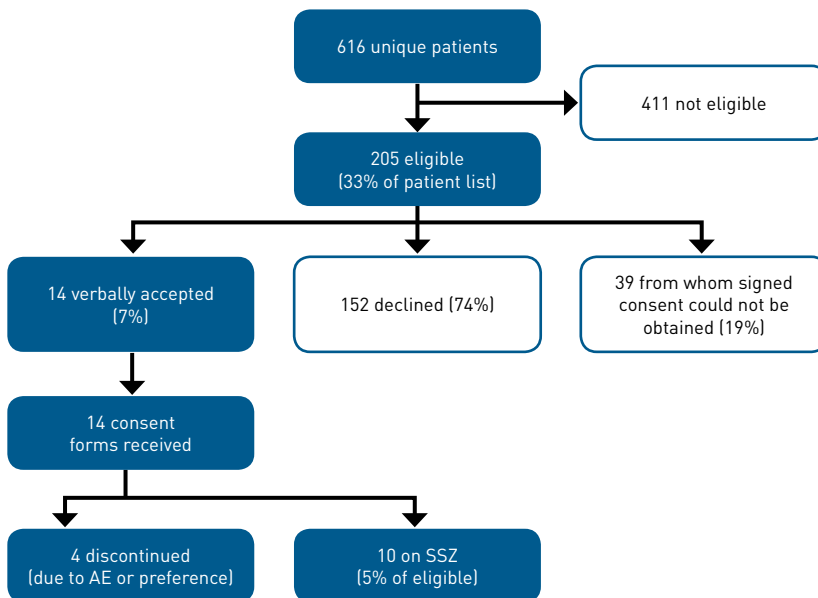 616 unique patients
411 not eligible
205 eligible
(33% of patient list)
14 verbally accepted
(7%)
152 declined (74%)
39 from whom signed
consent could not be
obtained (19%)
14 consent
forms received
4 discontinued
(due to AE or preference)
10 on SSZ
(5% of eligible)